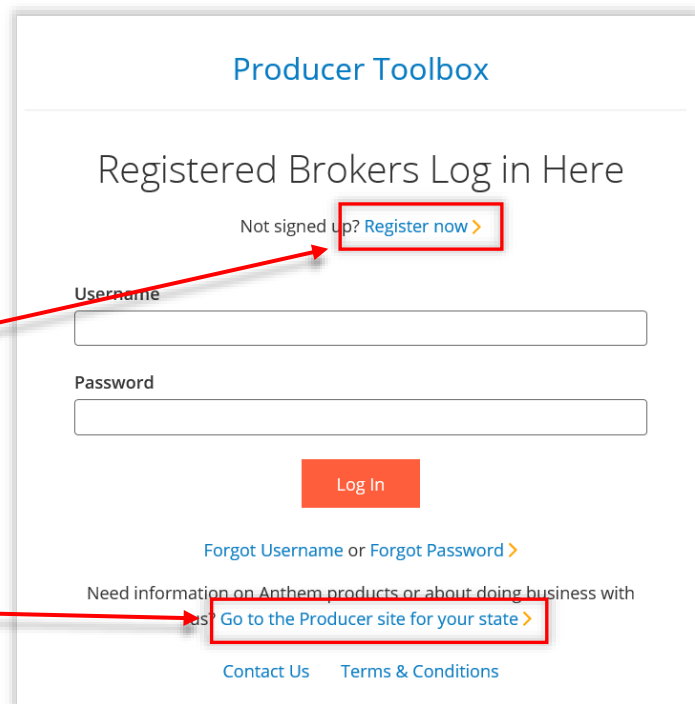 Producer Toolbox
Registered Brokers Log in Here
Not signed up? Register now
Username
Password
Log In
Forgot Username or Forgot Password
Need information on Anthem products or about doing business with
us? Go to the Producer site for your state
Contact Us Terms & Conditions